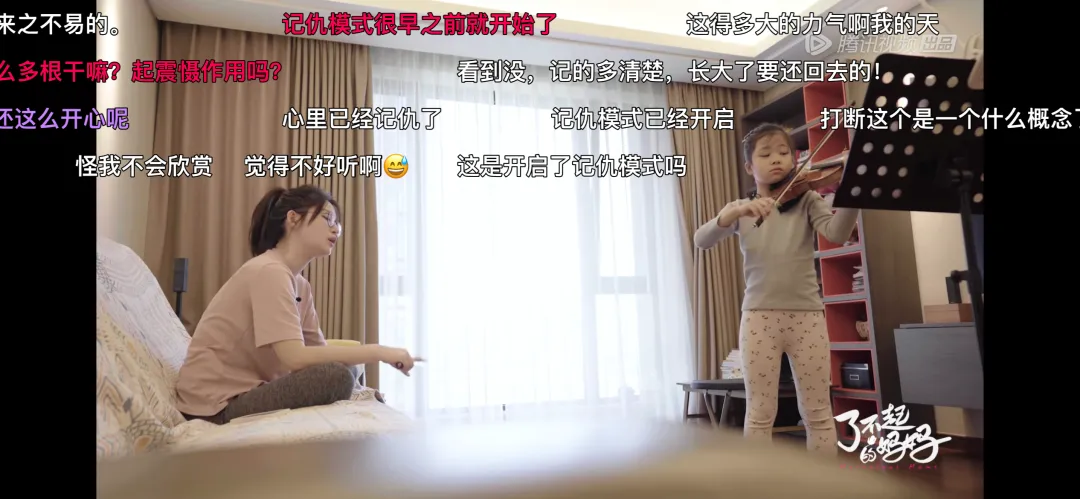 来之不易的。 记仇模式很早之前就开始了 这得多大的力气啊我的天
腾讯视频 出品
么多根干嘛？起震慑作用吗？ 看到没，记的多清楚，长大了要还回去的！
还这么开心呢 心里已经记仇了 记仇模式已经开启 打断这个是一个什么概念了
怪我不会欣赏 觉得不好听啊😅 这是开启了记仇模式吗
了不起的妈妈